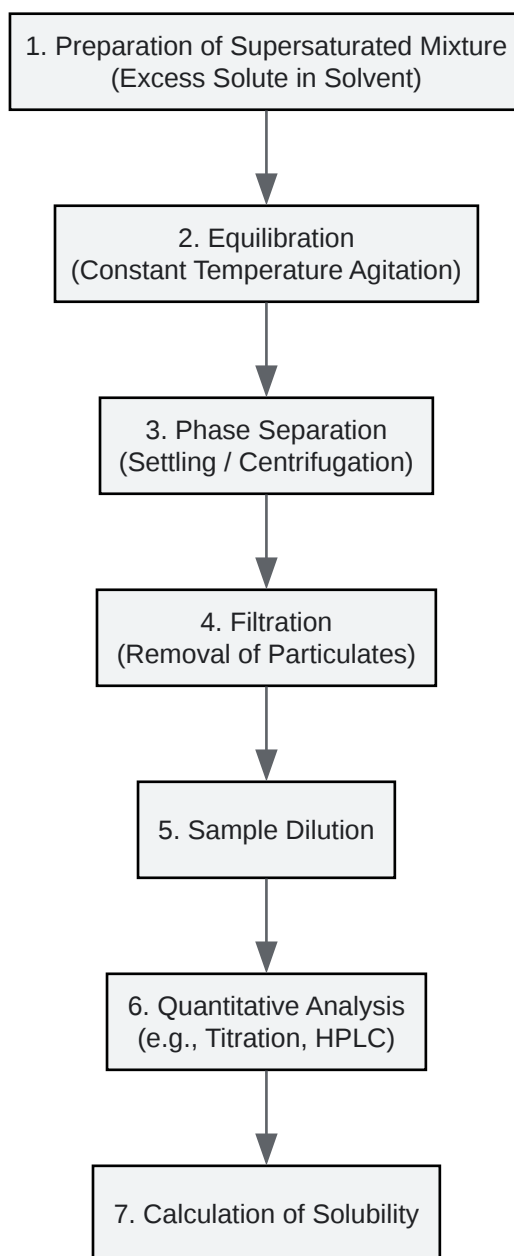 1. Preparation of Supersaturated Mixture
(Excess Solute in Solvent)
2. Equilibration
(Constant Temperature Agitation)
3. Phase Separation
(Settling / Centrifugation)
4. Filtration
(Removal of Particulates)
5. Sample Dilution
6. Quantitative Analysis
(e.g., Titration, HPLC)
7. Calculation of Solubility